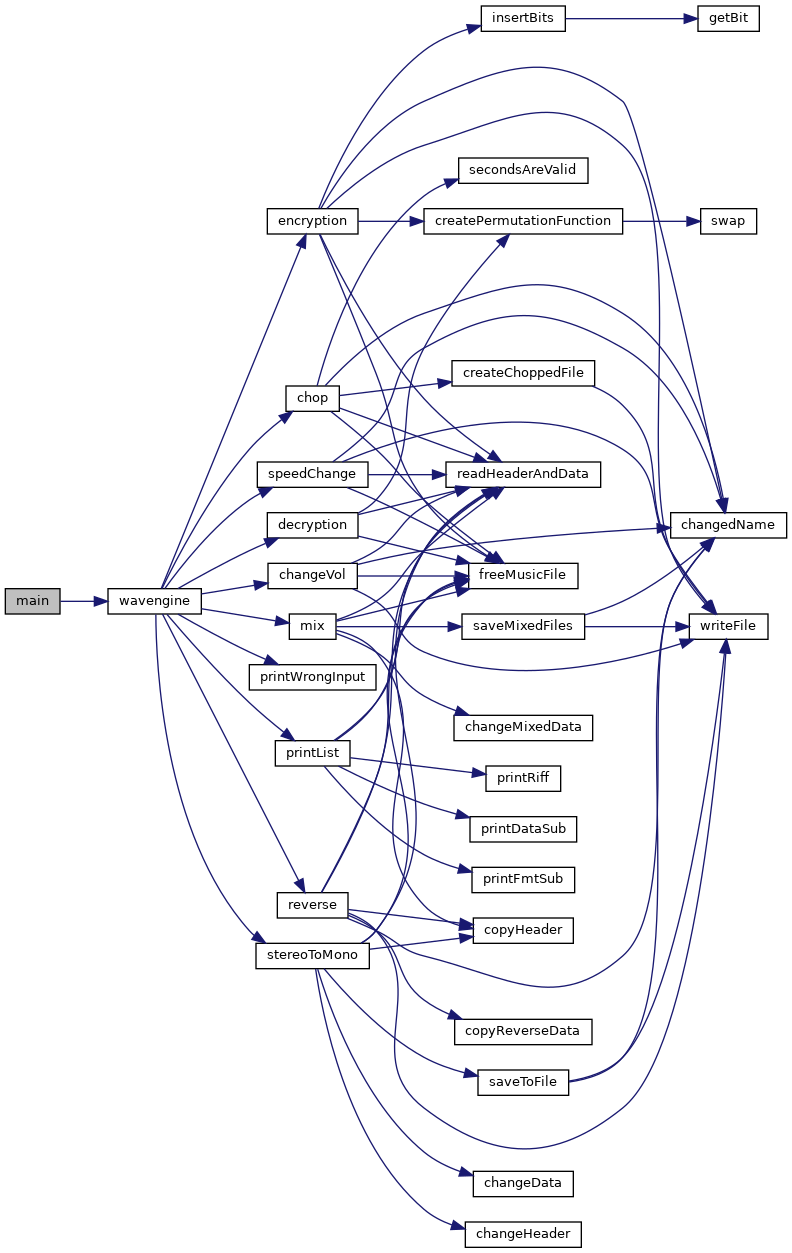 insertBits
getBit
secondsAreValid
encryption
createPermutationFunction
swap
createChoppedFile
chop
speedChange
readHeaderAndData
decryption
changedName
changeVol
freeMusicFile
main
wavengine
mix
saveMixedFiles
writeFile
printWrongInput
changeMixedData
printList
printRiff
printDataSub
printFmtSub
reverse
copyHeader
stereoToMono
copyReverseData
saveToFile
changeData
changeHeader